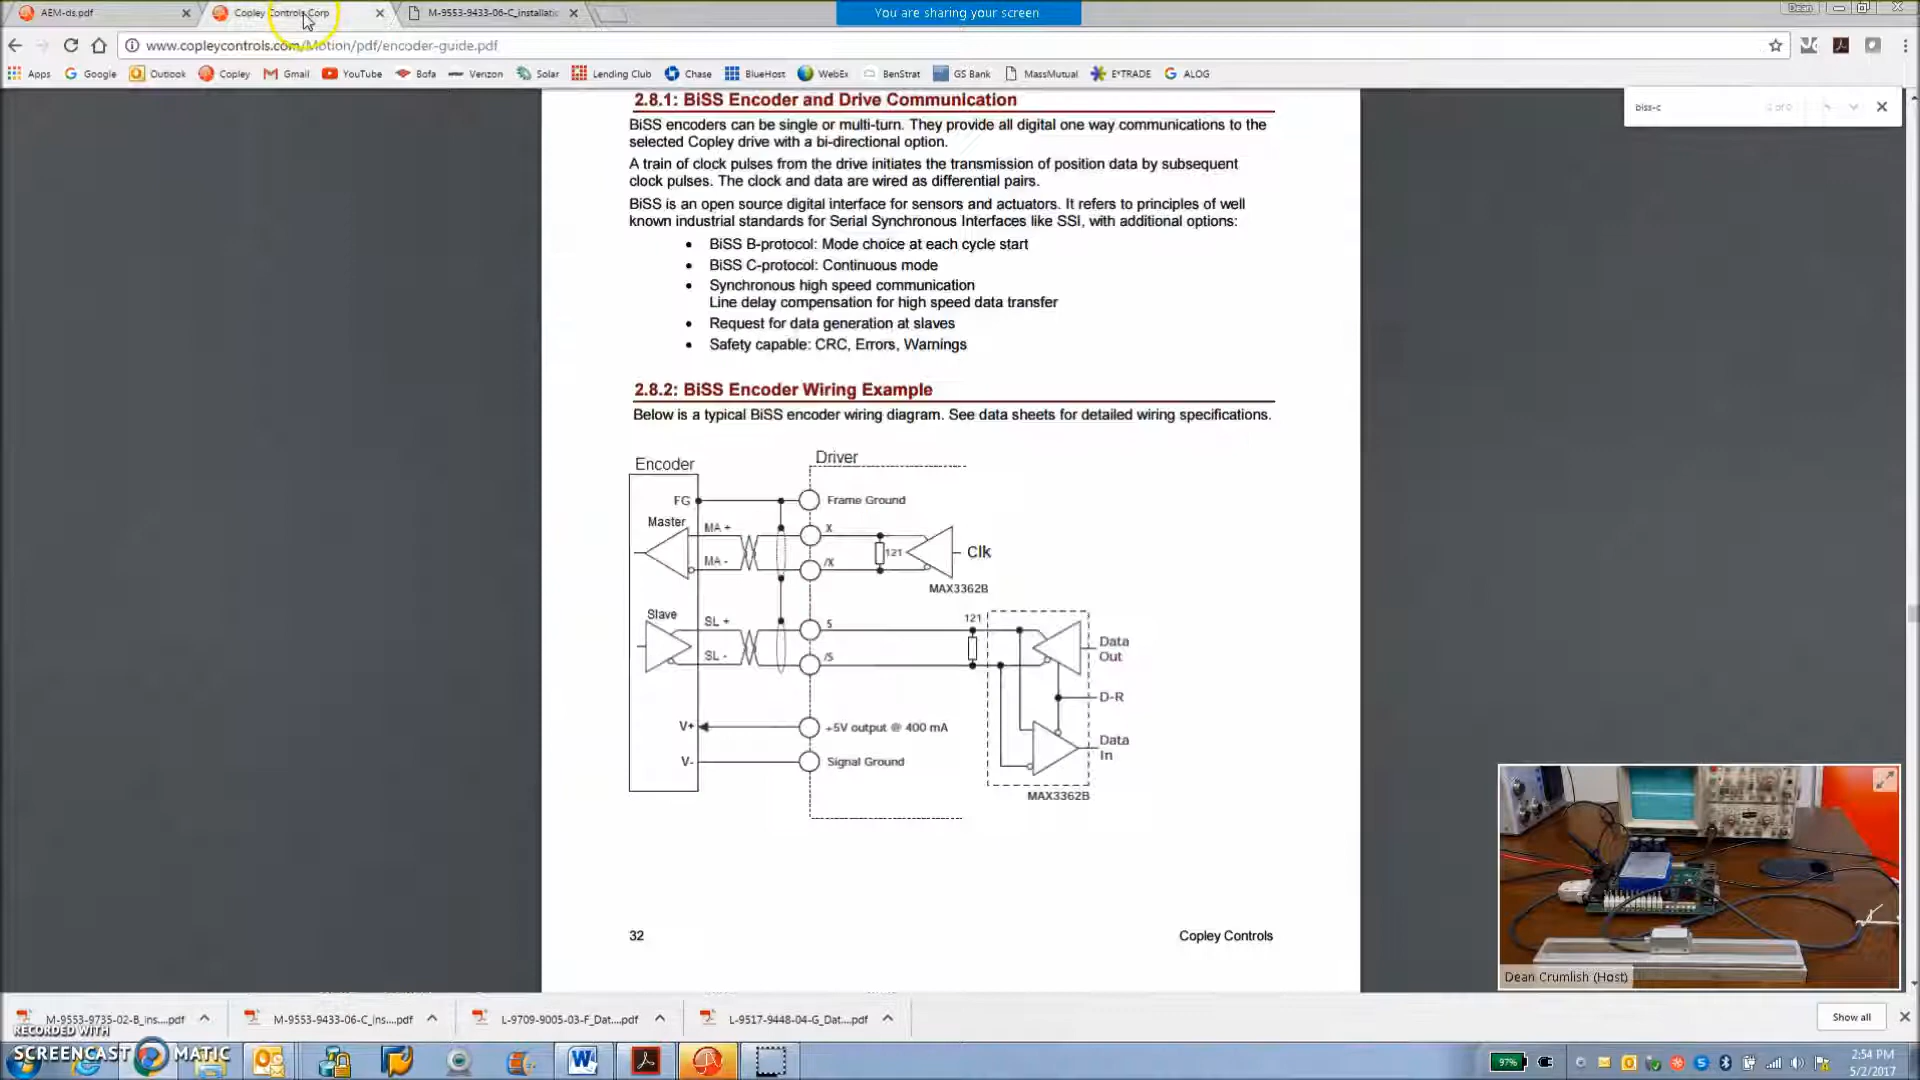 AEM-ds.pdf
Copley Controls Corp
M-9553-9433-06-C_installatio
You are sharing your screen
Dean
www.copleycontrols.com/Motion/pdf/encoder-guide.pdf
Apps Google Outlook Copley Gmail YouTube Bofa Verizon Solar Lending Club Chase BlueHost WebEx BenStrat GS Bank MassMutual E*TRADE ALOG
biss-c
2.8.1: BiSS Encoder and Drive Communication
BiSS encoders can be single or multi-turn. They provide all digital one way communications to the
selected Copley drive with a bi-directional option.
A train of clock pulses from the drive initiates the transmission of position data by subsequent
clock pulses. The clock and data are wired as differential pairs.
BiSS is an open source digital interface for sensors and actuators. It refers to principles of well
known industrial standards for Serial Synchronous Interfaces like SSI, with additional options:
• BiSS B-protocol: Mode choice at each cycle start
• BiSS C-protocol: Continuous mode
• Synchronous high speed communication
Line delay compensation for high speed data transfer
• Request for data generation at slaves
• Safety capable: CRC, Errors, Warnings
2.8.2: BiSS Encoder Wiring Example
Below is a typical BiSS encoder wiring diagram. See data sheets for detailed wiring specifications.
Encoder
Driver
FG
Frame Ground
Master
MA +
X
MA -
/X
121
Clk
MAX3362B
Slave
SL +
S
121
SL -
/S
Data
Out
D-R
Data
In
MAX3362B
V+
+5V output @ 400 mA
V-
Signal Ground
32
Copley Controls
Dean Crumlish (Host)
M-9553-9735-02-B_ins....pdf
M-9553-9433-06-C_ins....pdf
L-9709-9005-03-F_Dat....pdf
L-9517-9448-04-G_Dat....pdf
Show all
RECORDED WITH
SCREENCAST MATIC
97%
2:54 PM
5/2/2017